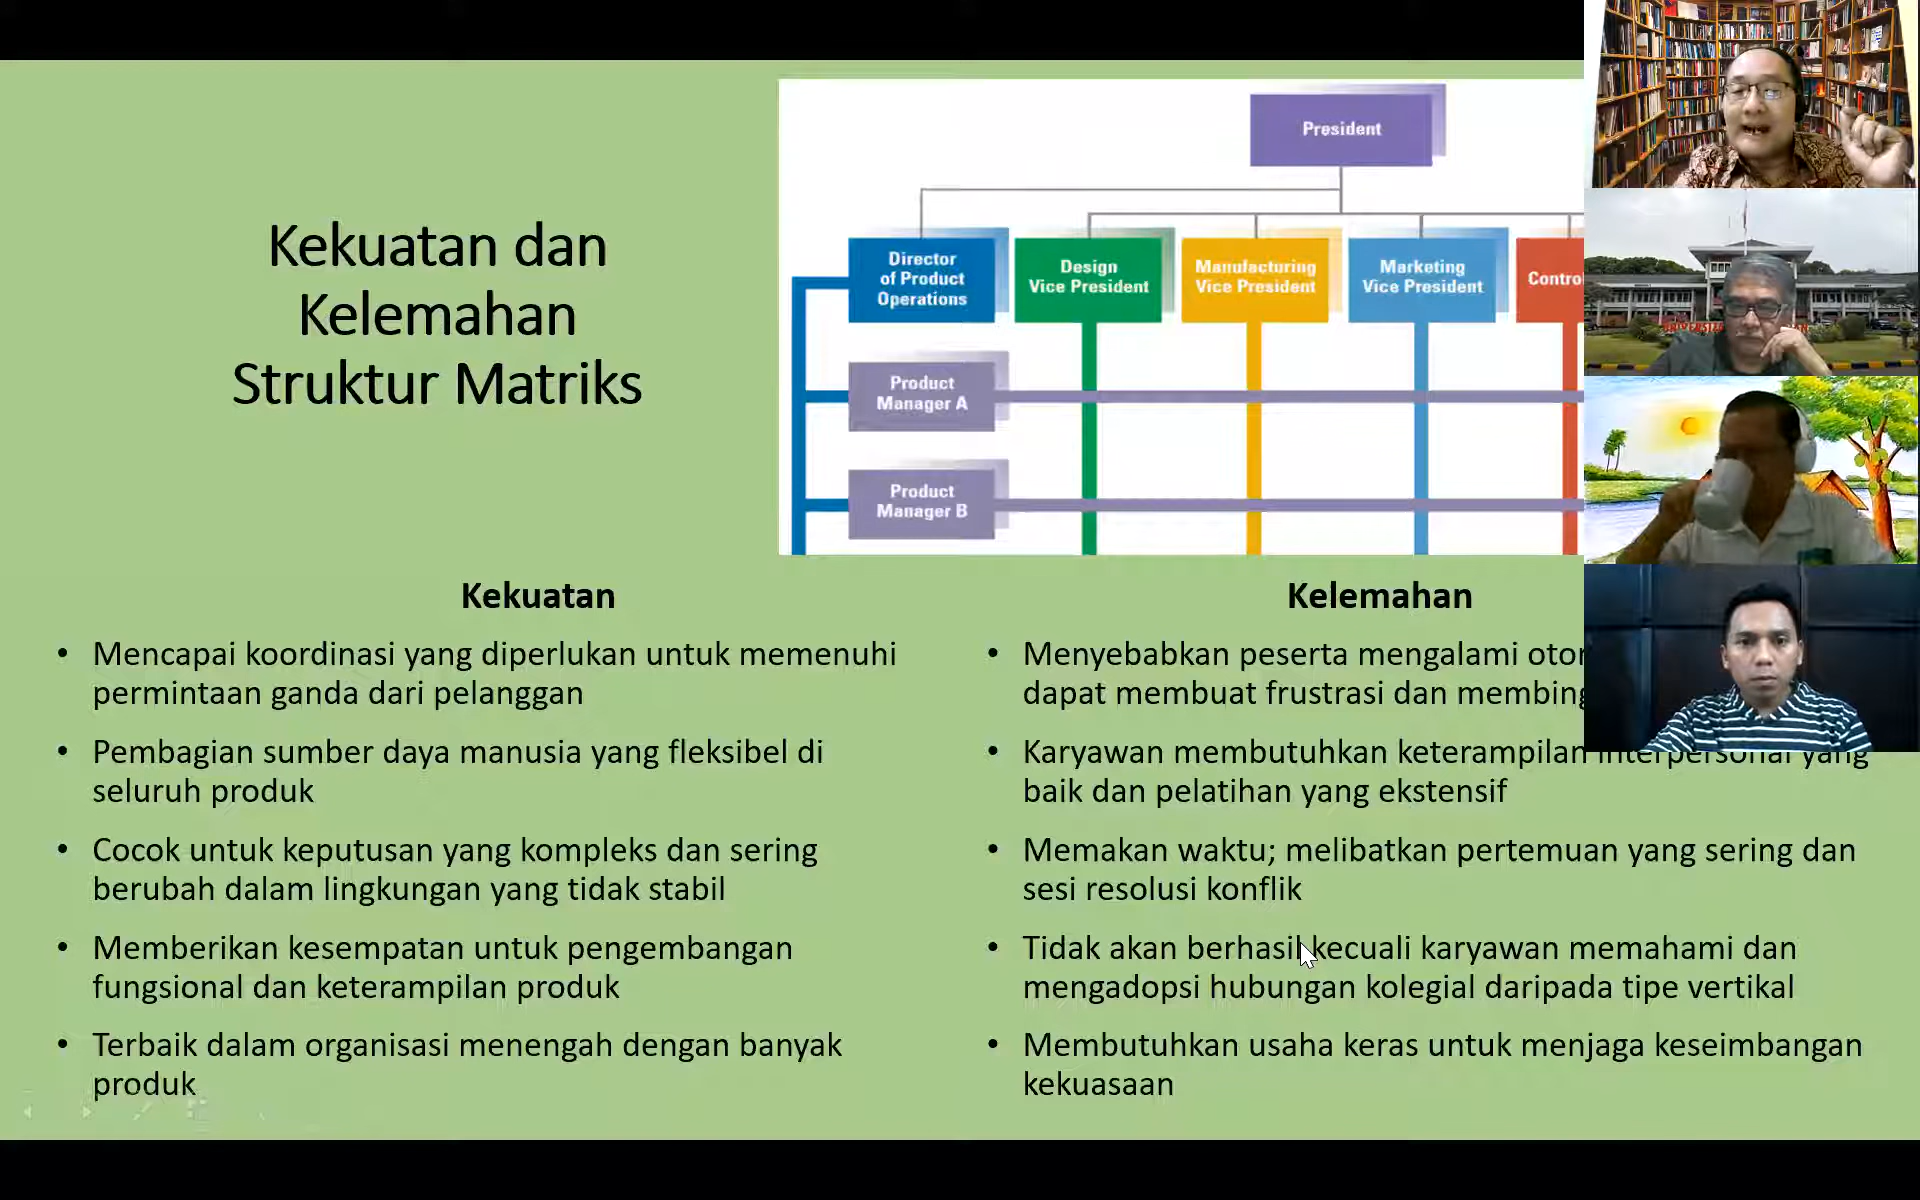 Kekuatan dan
Kelemahan
Struktur Matriks
President
Director
of Product
Operations
Design
Vice President
Manufacturing
Vice President
Marketing
Vice President
Product
Manager A
Product
Manager B
Kekuatan
• Mencapai koordinasi yang diperlukan untuk memenuhi
permintaan ganda dari pelanggan
• Pembagian sumber daya manusia yang fleksibel di
seluruh produk
• Cocok untuk keputusan yang kompleks dan sering
berubah dalam lingkungan yang tidak stabil
• Memberikan kesempatan untuk pengembangan
fungsional dan keterampilan produk
• Terbaik dalam organisasi menengah dengan banyak
produk
Kelemahan
• Menyebabkan peserta mengalami
dapat membuat frustrasi dan
• Karyawan membutuhkan keterampilan interpersonal yang
baik dan pelatihan yang ekstensif
• Memakan waktu; melibatkan pertemuan yang sering dan
sesi resolusi konflik
• Tidak akan berhasil kecuali karyawan memahami dan
mengadopsi hubungan kolegial daripada tipe vertikal
• Membutuhkan usaha keras untuk menjaga keseimbangan
kekuasaan